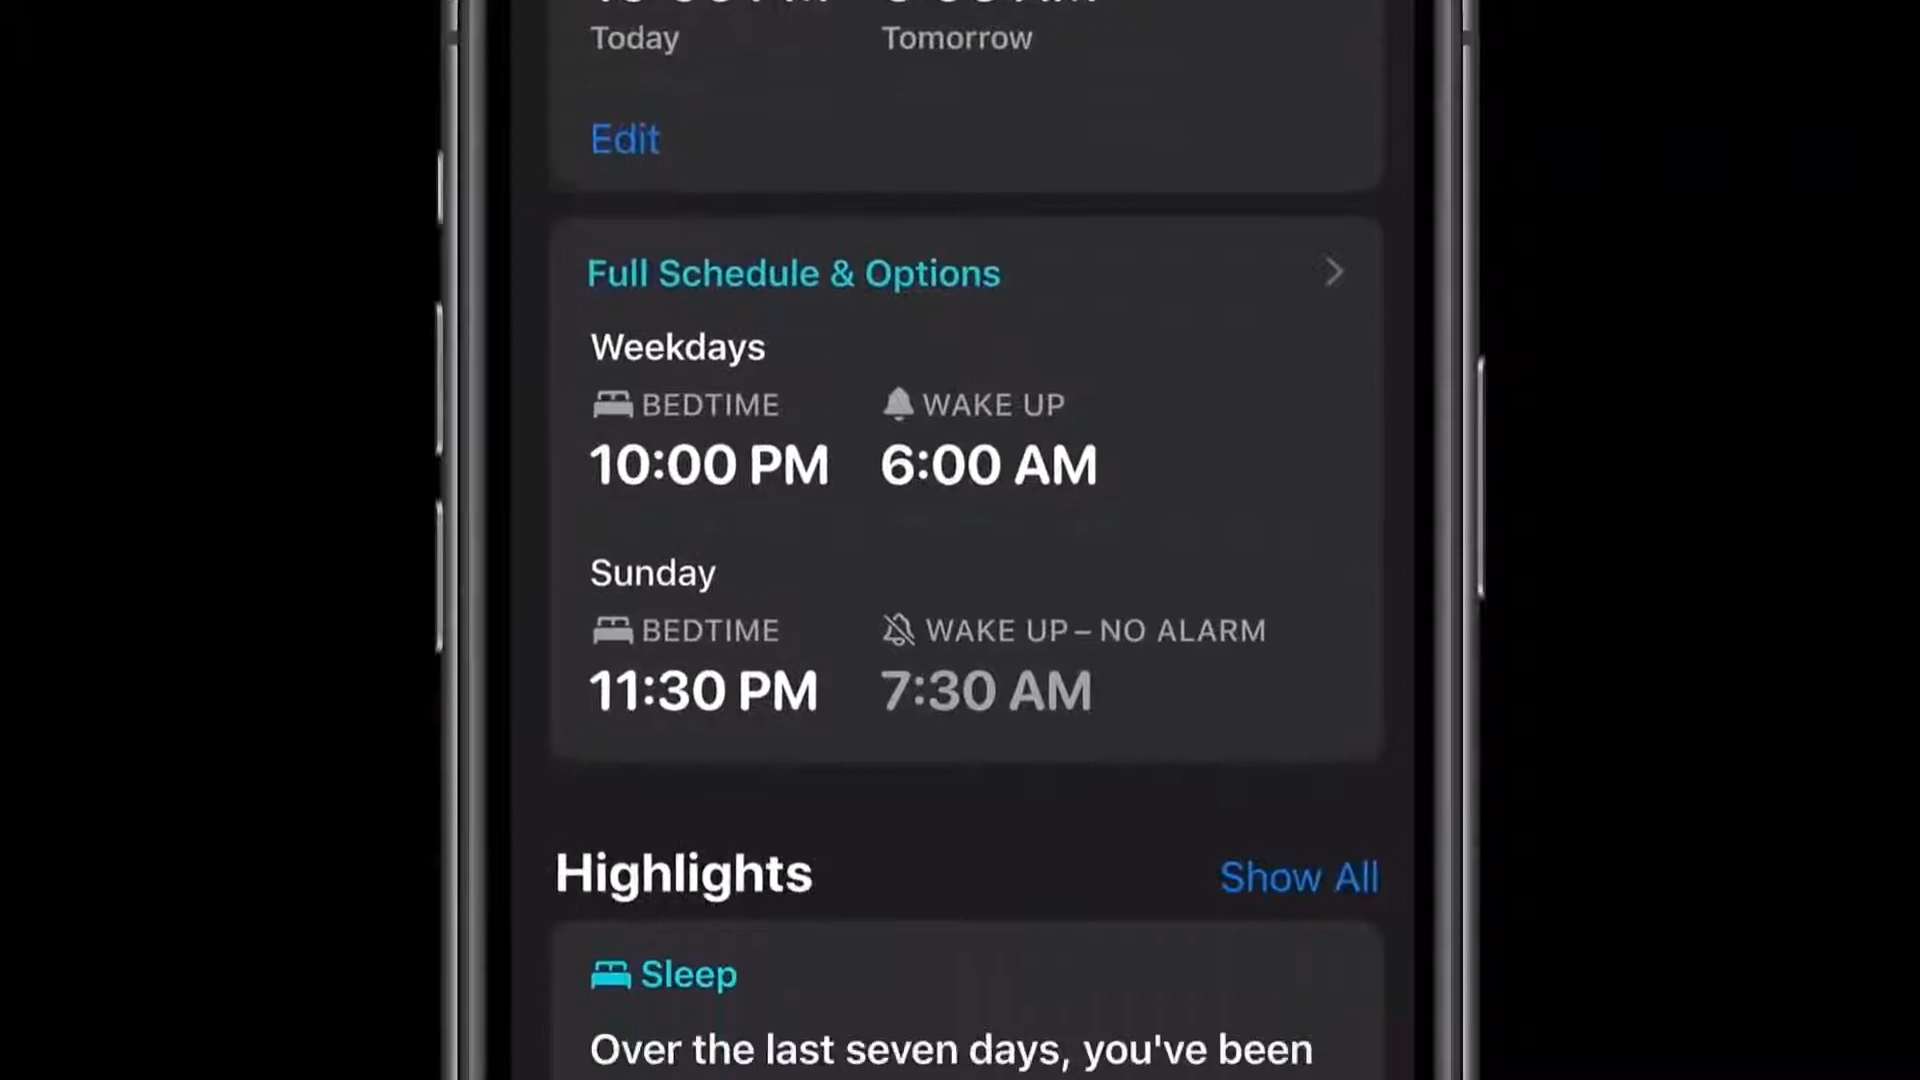 Today Tomorrow
Edit
Full Schedule & Options
Weekdays
BEDTIME WAKE UP
10:00 PM 6:00 AM
Sunday
BEDTIME WAKE UP – NO ALARM
11:30 PM 7:30 AM
Highlights Show All
Sleep
Over the last seven days, you've been